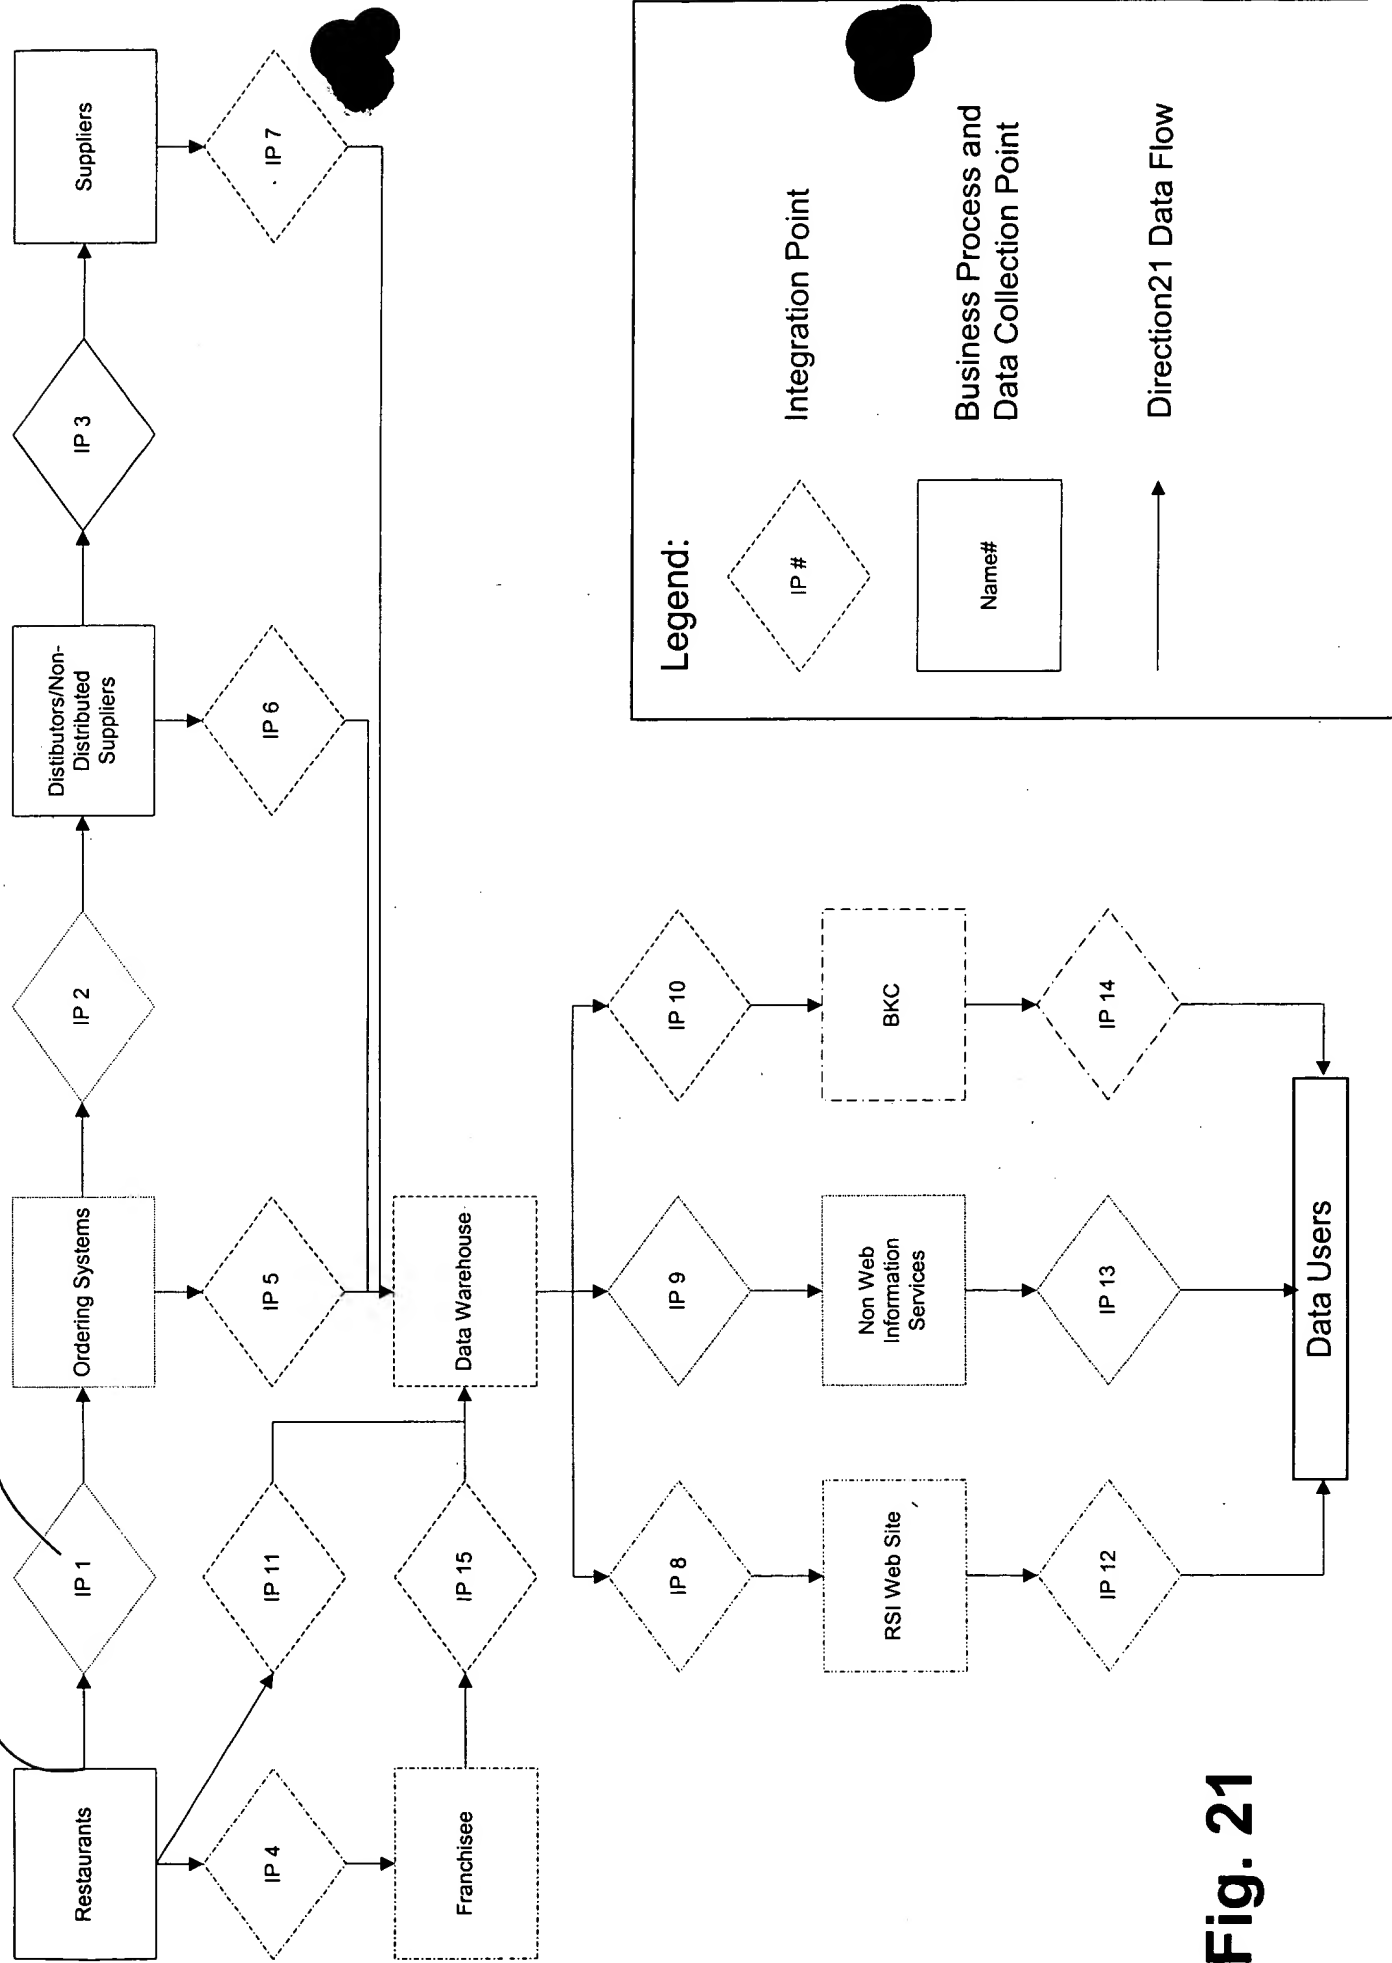 Restaurants
IP 1
Ordering Systems
IP 2
Distibutors/Non-
Distributed
Suppliers
IP 3
Suppliers
IP 4
IP 11
IP 5
IP 6
IP 7
Franchisee
IP 15
Data Warehouse
IP 8
IP 9
IP 10
RSI Web Site
Non Web
Information
Services
BKC
IP 12
IP 13
IP 14
Data Users
Legend:
IP #
Integration Point
Name#
Business Process and
Data Collection Point
Direction21 Data Flow
Fig. 21